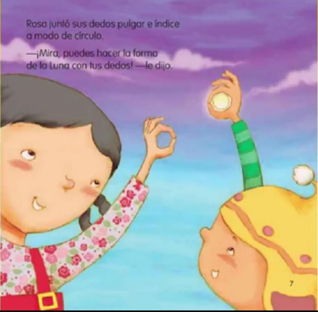 Rosa juntó sus dedos pulgar e índice
a modo de círculo.
—¡Mira, puedes hacer la forma
de la Luna con tus dedos! —le dijo.
7